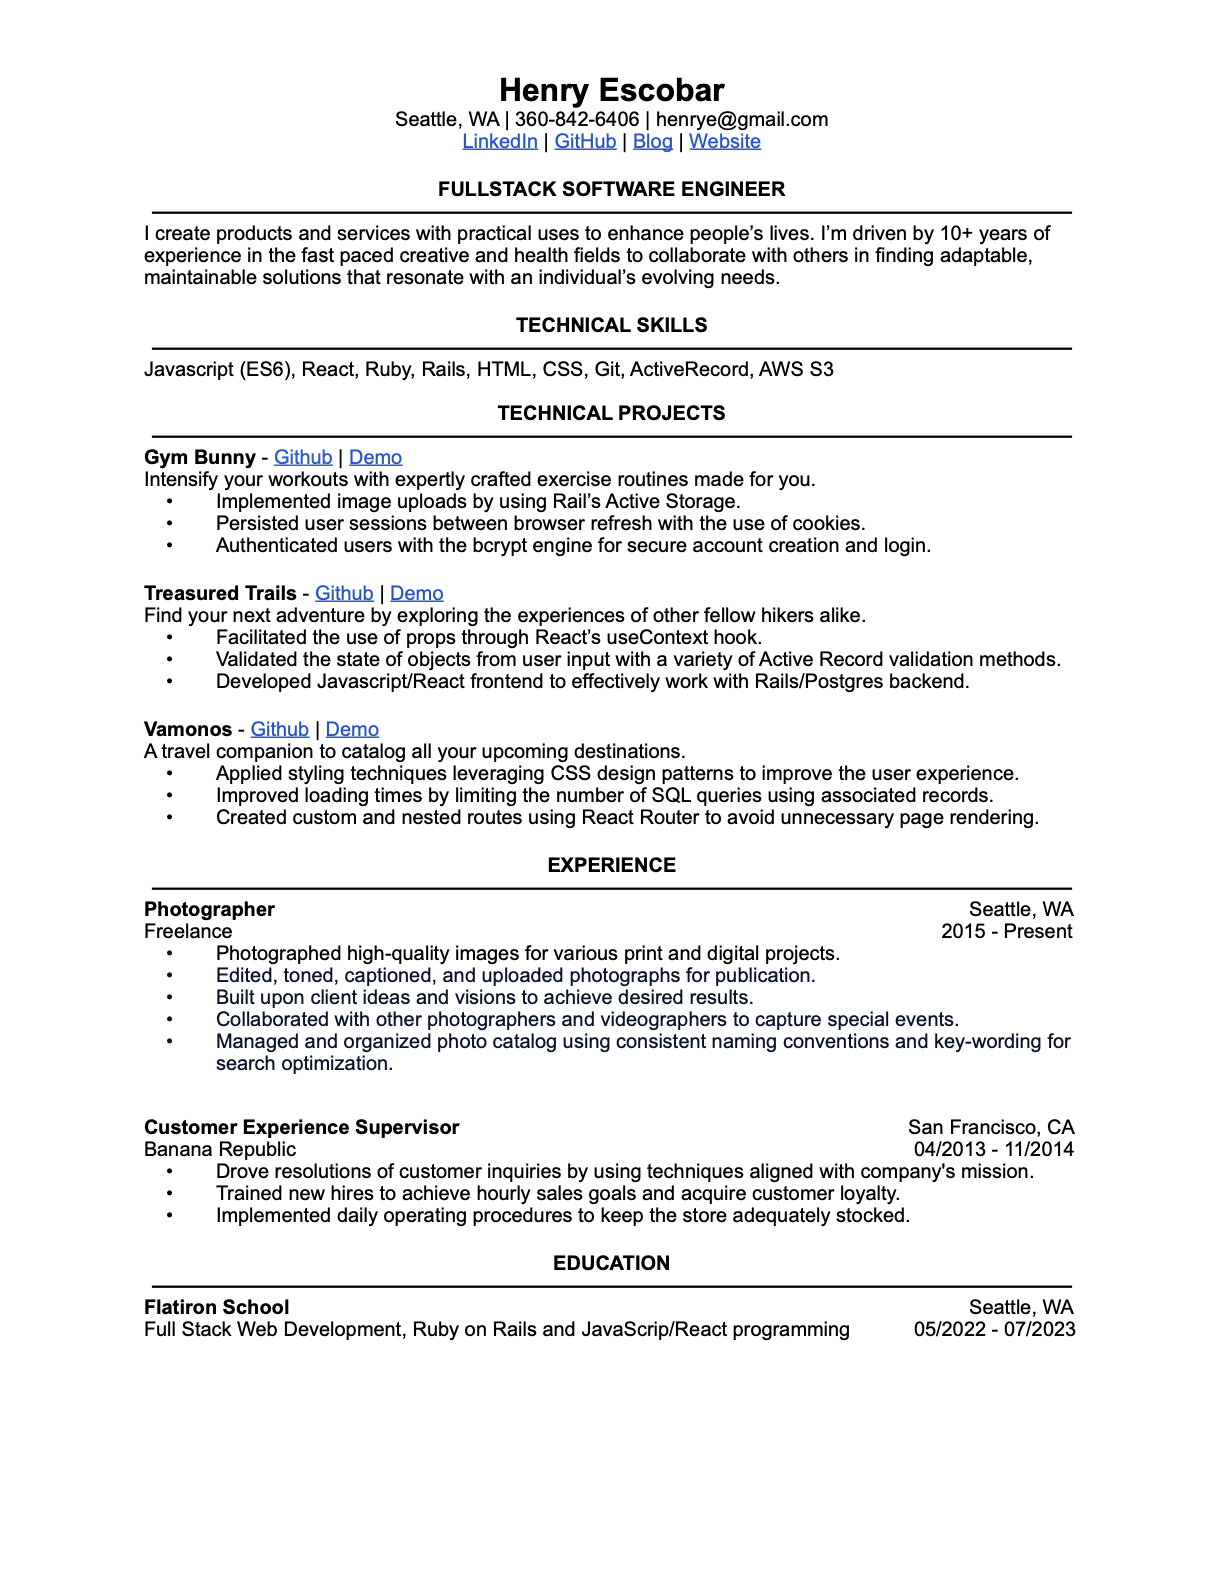 Henry Escobar
Seattle, WA | 360-842-6406 | henrye@gmail.com
LinkedIn | GitHub | Blog | Website
FULLSTACK SOFTWARE ENGINEER
I create products and services with practical uses to enhance people’s lives. I’m driven by 10+ years of
experience in the fast paced creative and health fields to collaborate with others in finding adaptable,
maintainable solutions that resonate with an individual’s evolving needs.
TECHNICAL SKILLS
Javascript (ES6), React, Ruby, Rails, HTML, CSS, Git, ActiveRecord, AWS S3
TECHNICAL PROJECTS
Gym Bunny - Github | Demo
Intensify your workouts with expertly crafted exercise routines made for you.
• Implemented image uploads by using Rail’s Active Storage.
• Persisted user sessions between browser refresh with the use of cookies.
• Authenticated users with the bcrypt engine for secure account creation and login.
Treasured Trails - Github | Demo
Find your next adventure by exploring the experiences of other fellow hikers alike.
• Facilitated the use of props through React’s useContext hook.
• Validated the state of objects from user input with a variety of Active Record validation methods.
• Developed Javascript/React frontend to effectively work with Rails/Postgres backend.
Vamonos - Github | Demo
A travel companion to catalog all your upcoming destinations.
• Applied styling techniques leveraging CSS design patterns to improve the user experience.
• Improved loading times by limiting the number of SQL queries using associated records.
• Created custom and nested routes using React Router to avoid unnecessary page rendering.
EXPERIENCE
Photographer Seattle, WA
Freelance 2015 - Present
• Photographed high-quality images for various print and digital projects.
• Edited, toned, captioned, and uploaded photographs for publication.
• Built upon client ideas and visions to achieve desired results.
• Collaborated with other photographers and videographers to capture special events.
• Managed and organized photo catalog using consistent naming conventions and key-wording for
search optimization.
Customer Experience Supervisor San Francisco, CA
Banana Republic 04/2013 - 11/2014
• Drove resolutions of customer inquiries by using techniques aligned with company's mission.
• Trained new hires to achieve hourly sales goals and acquire customer loyalty.
• Implemented daily operating procedures to keep the store adequately stocked.
EDUCATION
Flatiron School Seattle, WA
Full Stack Web Development, Ruby on Rails and JavaScrip/React programming 05/2022 - 07/2023